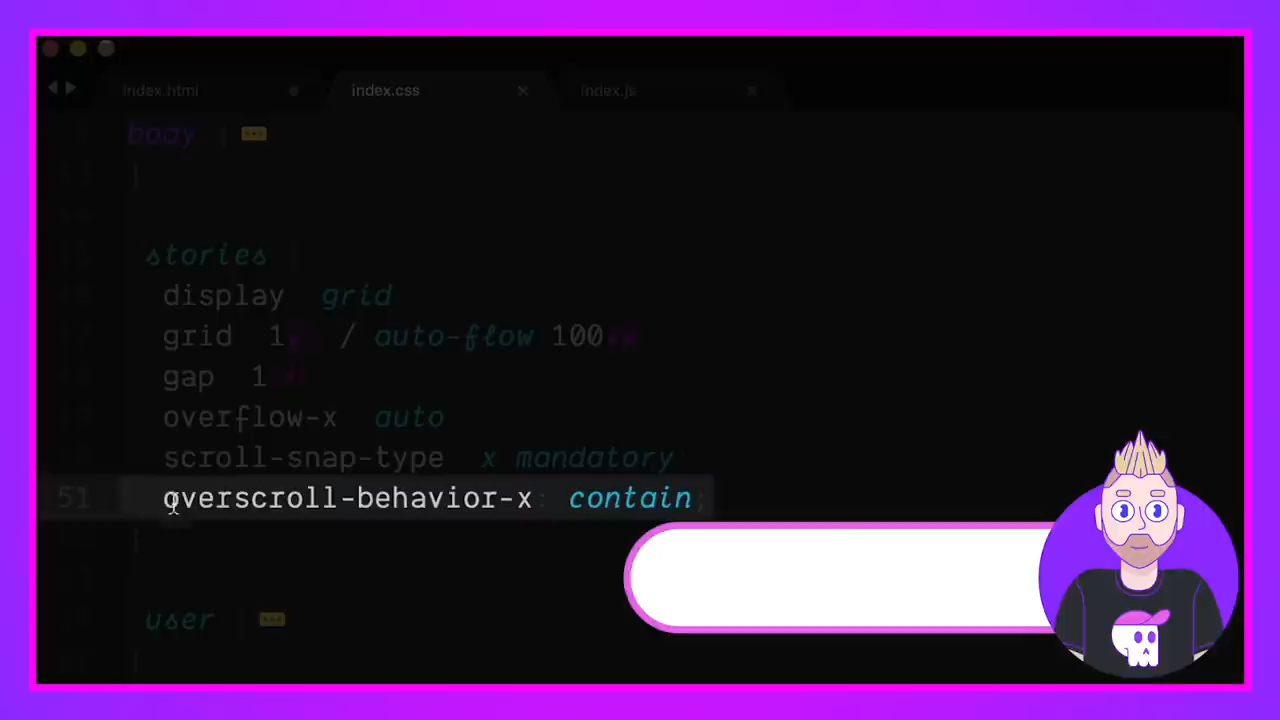 index.html
index.css
index.js
body {
}
stories {
display grid
grid 1 / auto-flow 100
gap 1
overflow-x auto
scroll-snap-type x mandatory
51 overscroll-behavior-x: contain;
}
user {
}